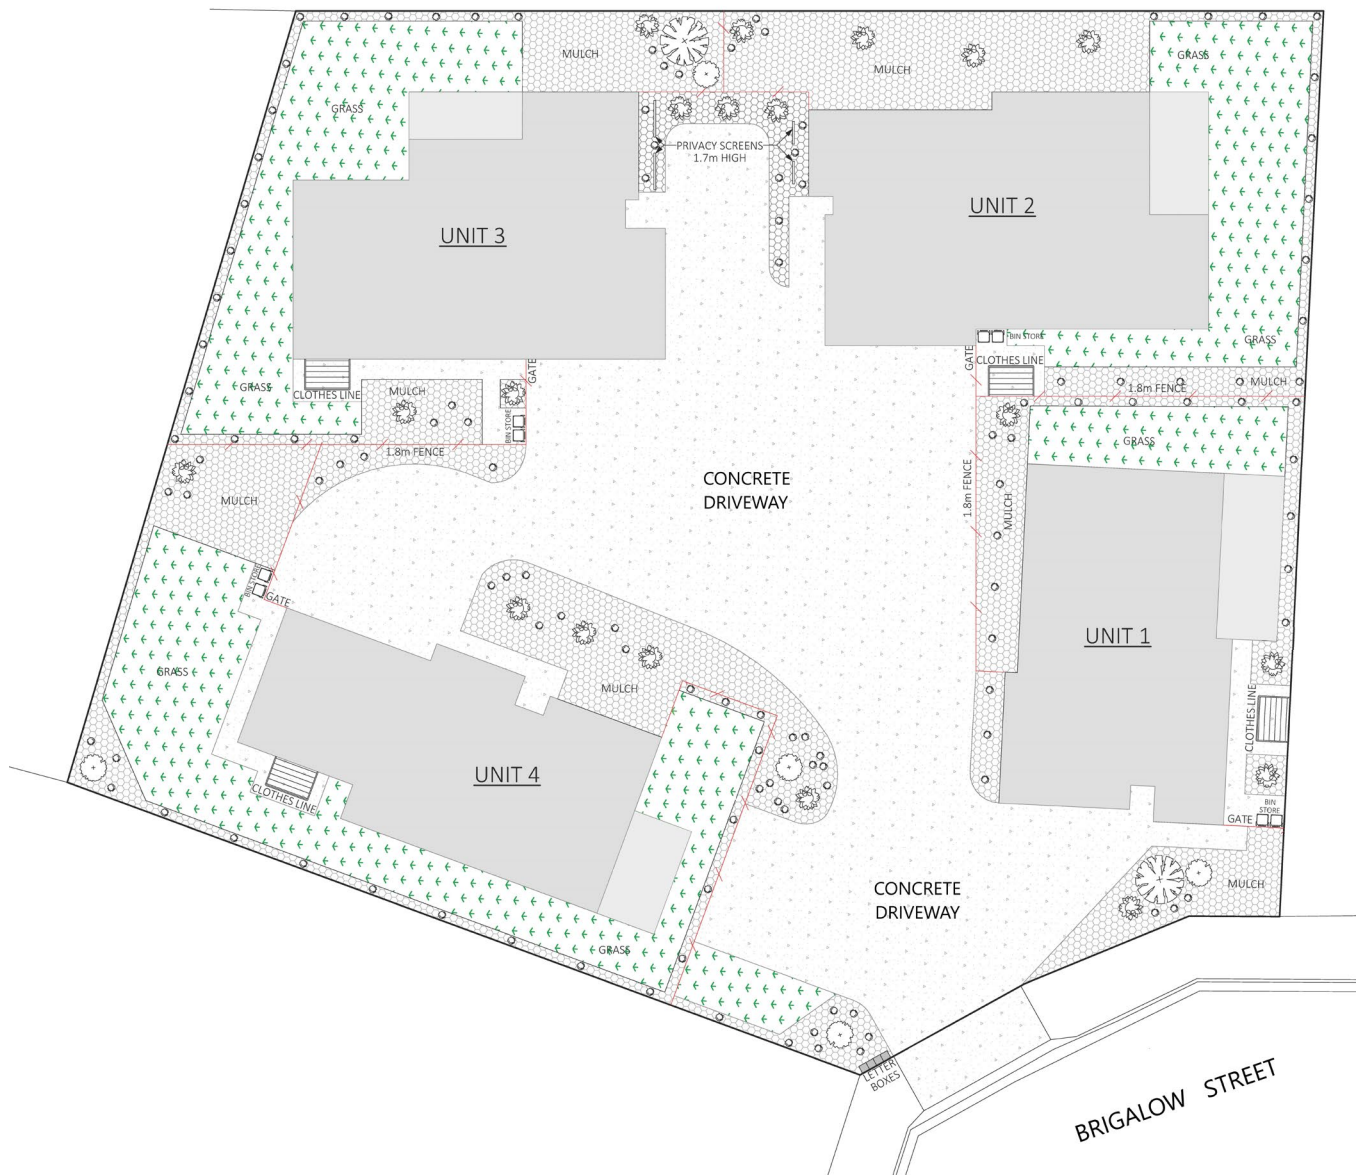 MULCH
MULCH
GRASS
GRASS
PRIVACY SCREENS
1.7m HIGH
UNIT 3
UNIT 2
BIN STORE
GRASS
GATE
GATE
CLOTHES LINE
GRASS
CLOTHES LINE
MULCH
1.8m FENCE
MULCH
BIN STORE
1.8m FENCE
GRASS
CONCRETE
DRIVEWAY
1.8m FENCE
MULCH
MULCH
BIN STORE
GATE
UNIT 1
GRASS
MULCH
CLOTHES LINE
UNIT 4
CLOTHES LINE
BIN
STORE
GATE
CONCRETE
DRIVEWAY
MULCH
GRASS
LETTER
BOXES
BRIGALOW STREET